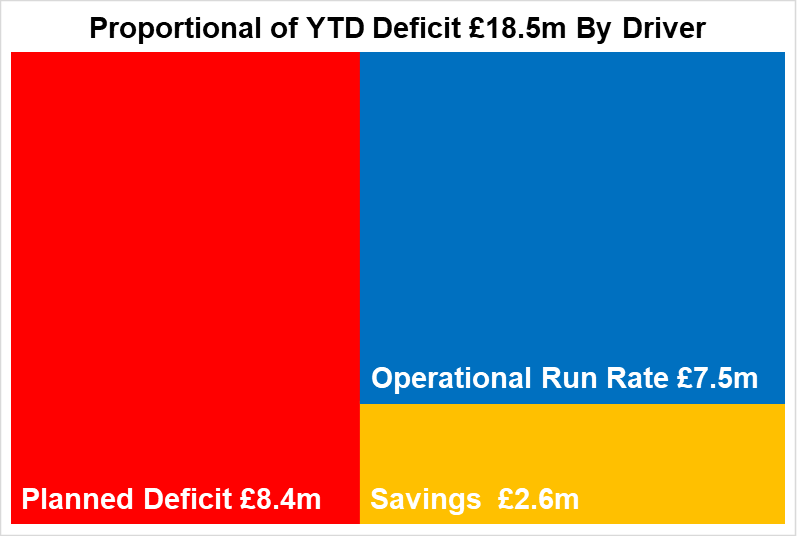 Proportional of YTD Deficit £18.5m By Driver
Operational Run Rate £7.5m
Planned Deficit £8.4m
Savings  £2.6m